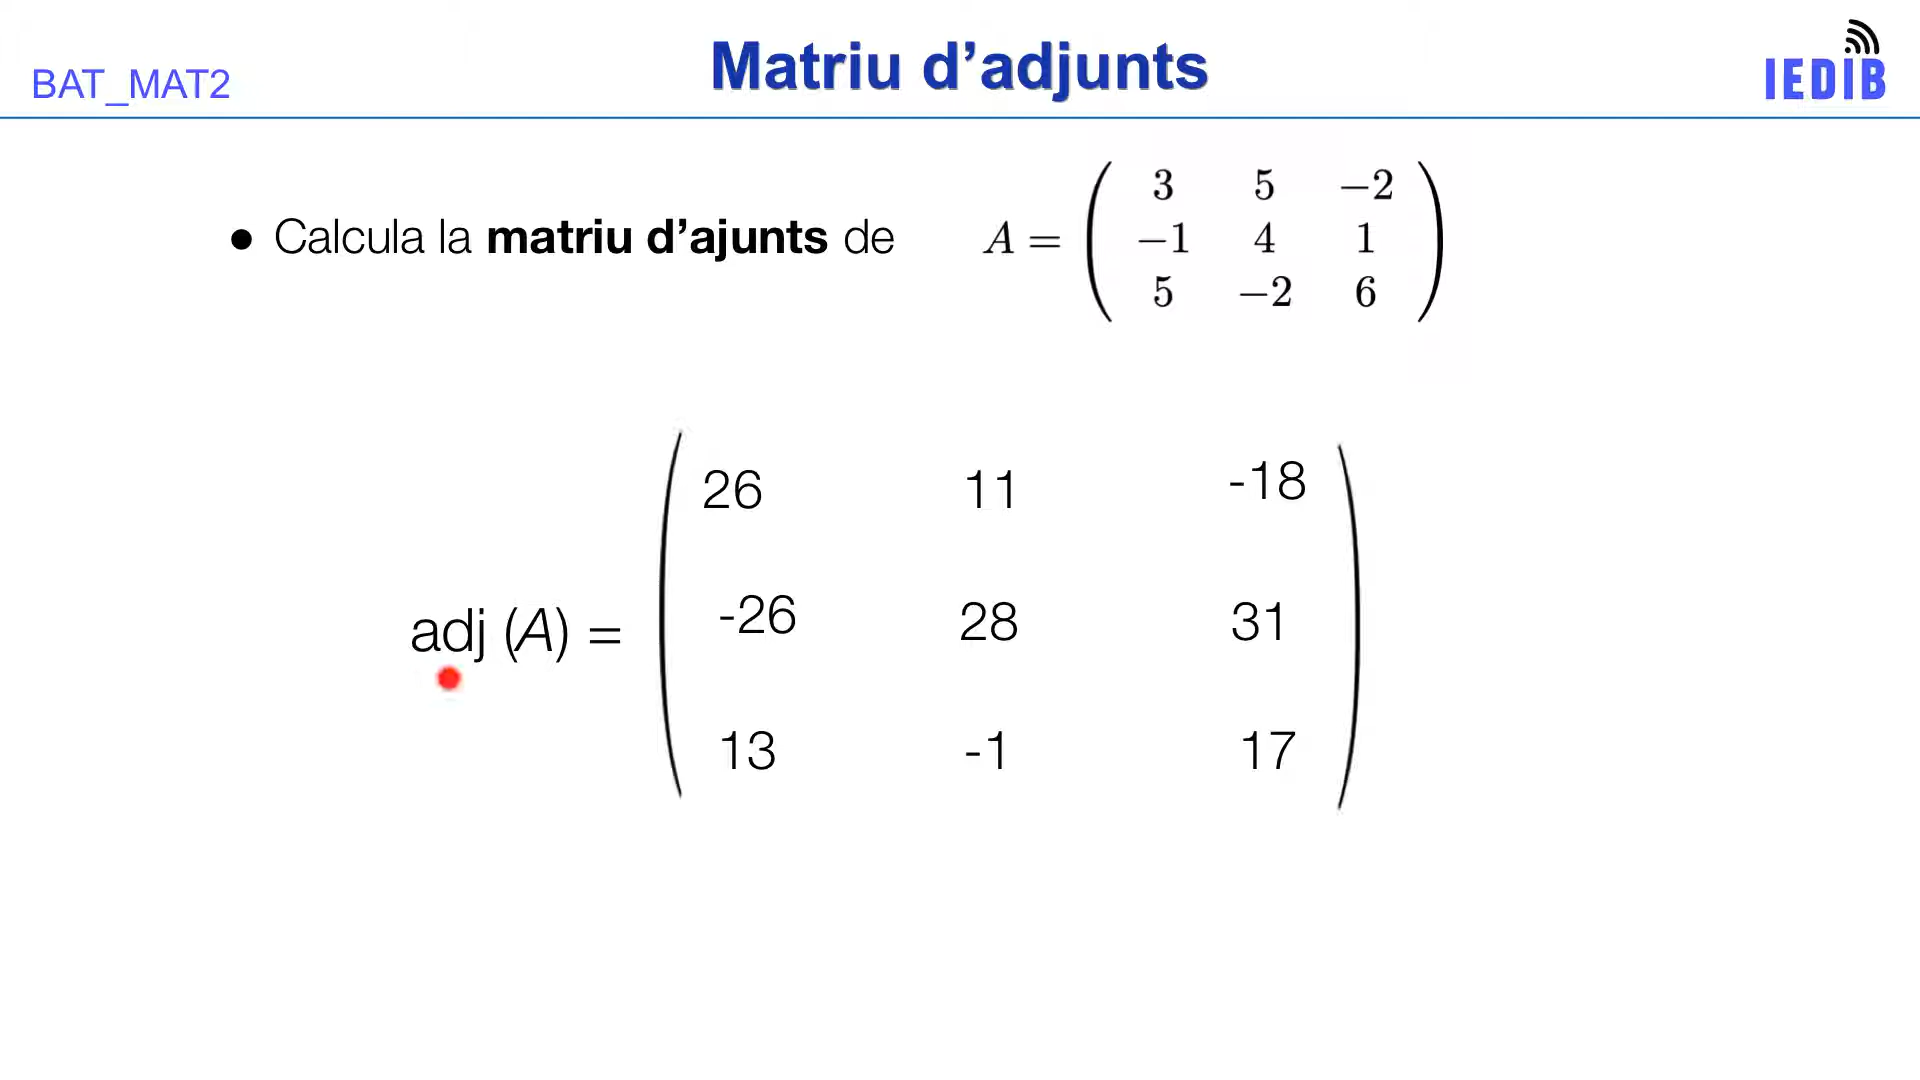 BAT_MAT2
Matriu d’adjunts
IEDIB
● Calcula la matriu d’ajunts de
A =
3 5 −2
−1 4 1
5 −2 6
adj (A) =
26 11 -18
-26 28 31
13 -1 17